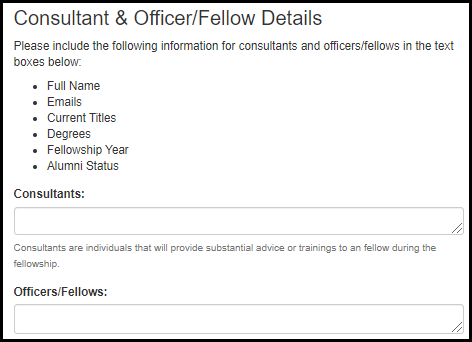 Consultant & Officer/Fellow Details
Please include the following information for consultants and officers/fellows in the text
boxes below:
Full Name
Emails
Current Titles
Degrees
Fellowship Year
Alumni Status
Consultants:
Consultants are individuals that will provide substantial advice or trainings to an fellow during the
fellowship.
Officers/Fellows: